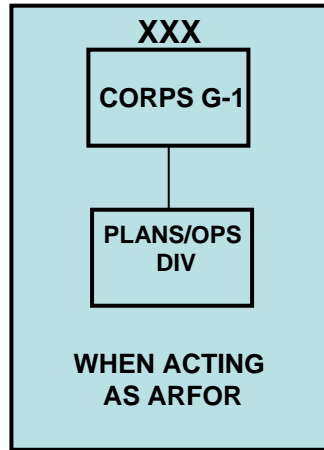 XXX
CORPS G-1
PLANS/OPS
DIV
WHEN ACTING
AS ARFOR